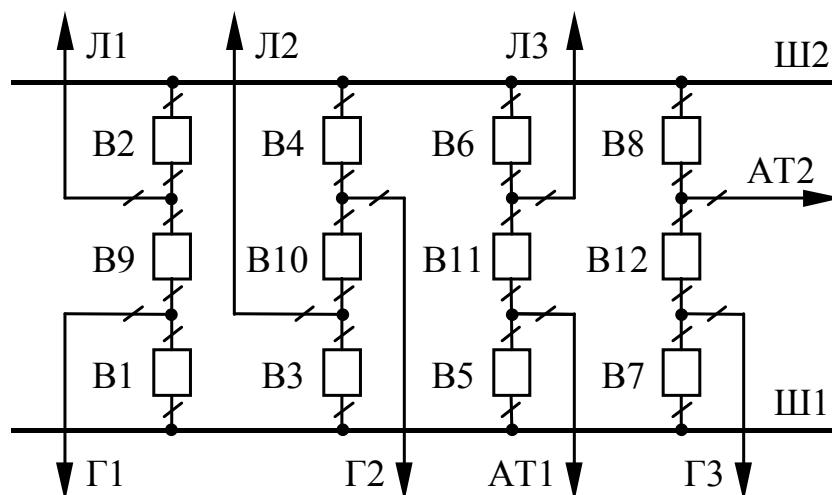 Л1 Л2 Л3 Ш2
В2 В4 В6 В8
АТ2
В9 В10 В11 В12
В1 В3 В5 В7
Ш1
Г1 Г2 АТ1 Г3